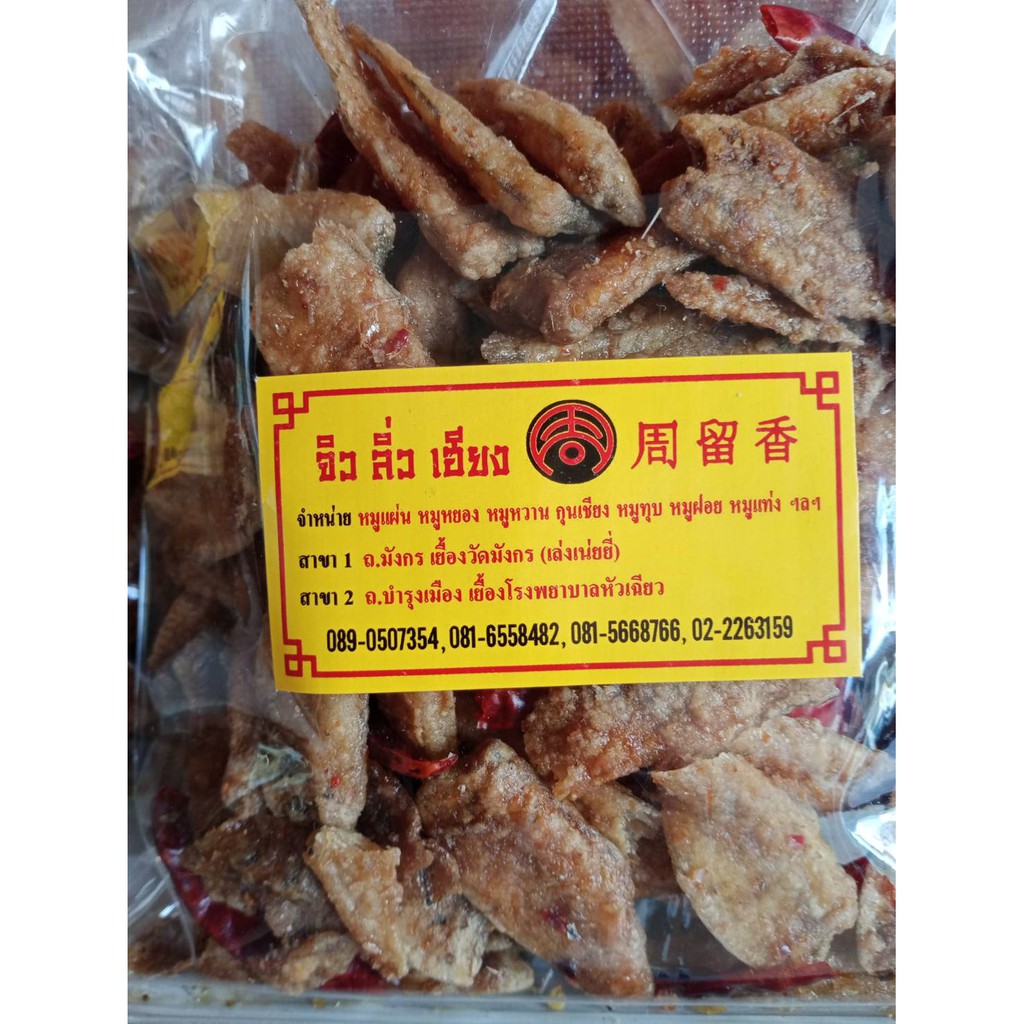 จิว ลิ่ว เฮียง 周留香
จำหน่าย หมูแผ่น หมูหยอง หมูหวาน กุนเชียง หมูทุบ หมูฝอย หมูแท่ง ฯลฯ
สาขา 1 ถ.มังกร เยื้องวัดมังกร (เล่งเน่ยยี่)
สาขา 2 ถ.บำรุงเมือง เยื้องโรงพยาบาลหัวเฉียว
089-0507354, 081-6558482, 081-5668766, 02-2263159